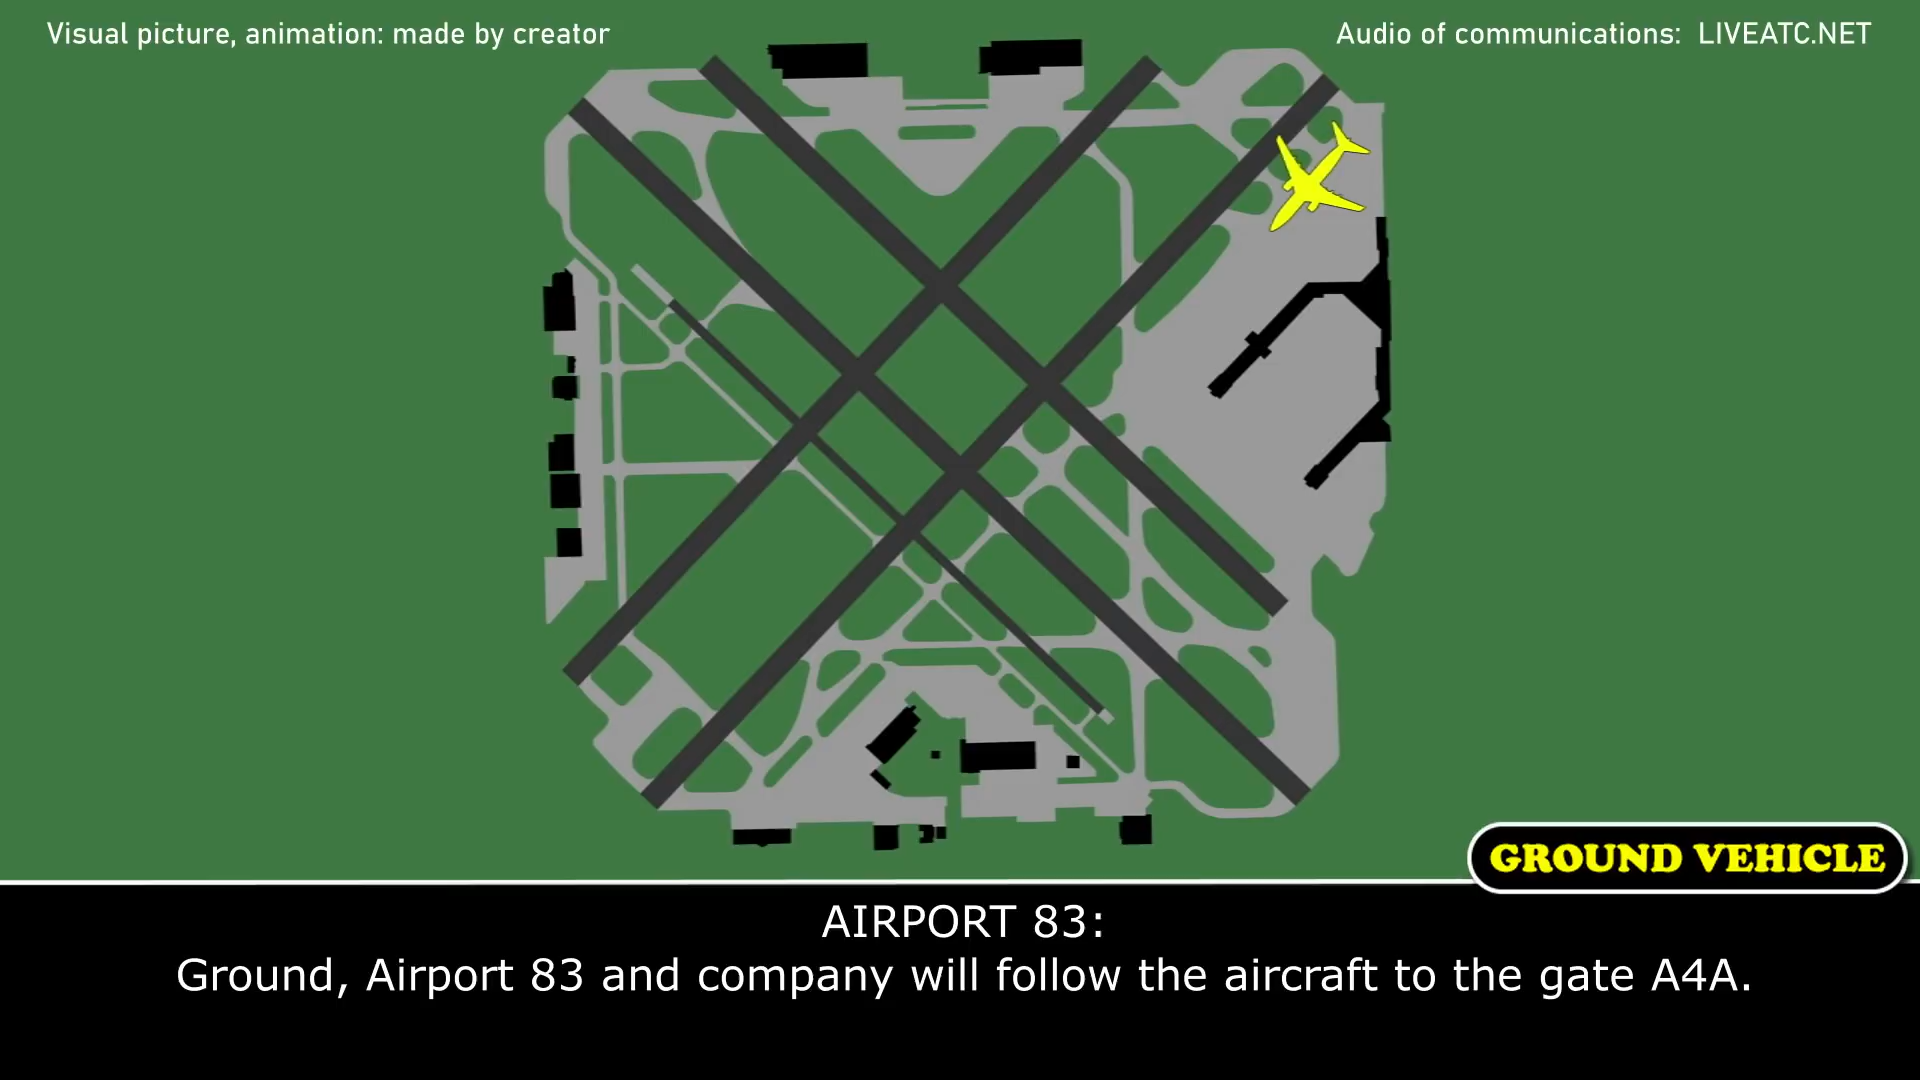 Visual picture, animation: made by creator
Audio of communications: LIVEATC.NET
GROUND VEHICLE
AIRPORT 83:
Ground, Airport 83 and company will follow the aircraft to the gate A4A.